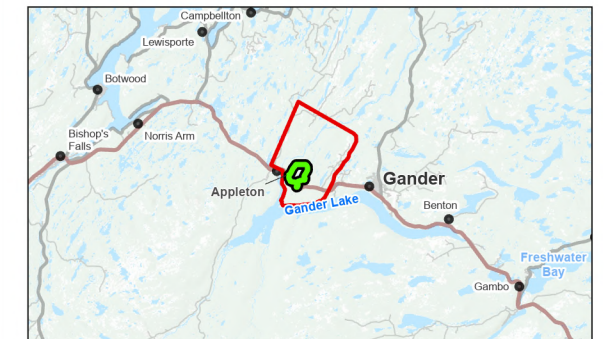 Campbellton
Lewisporte
Botwood
Norris Arm
Bishop's
Falls
Appleton
Gander
Gander Lake
Benton
Freshwater
Bay
Gambo